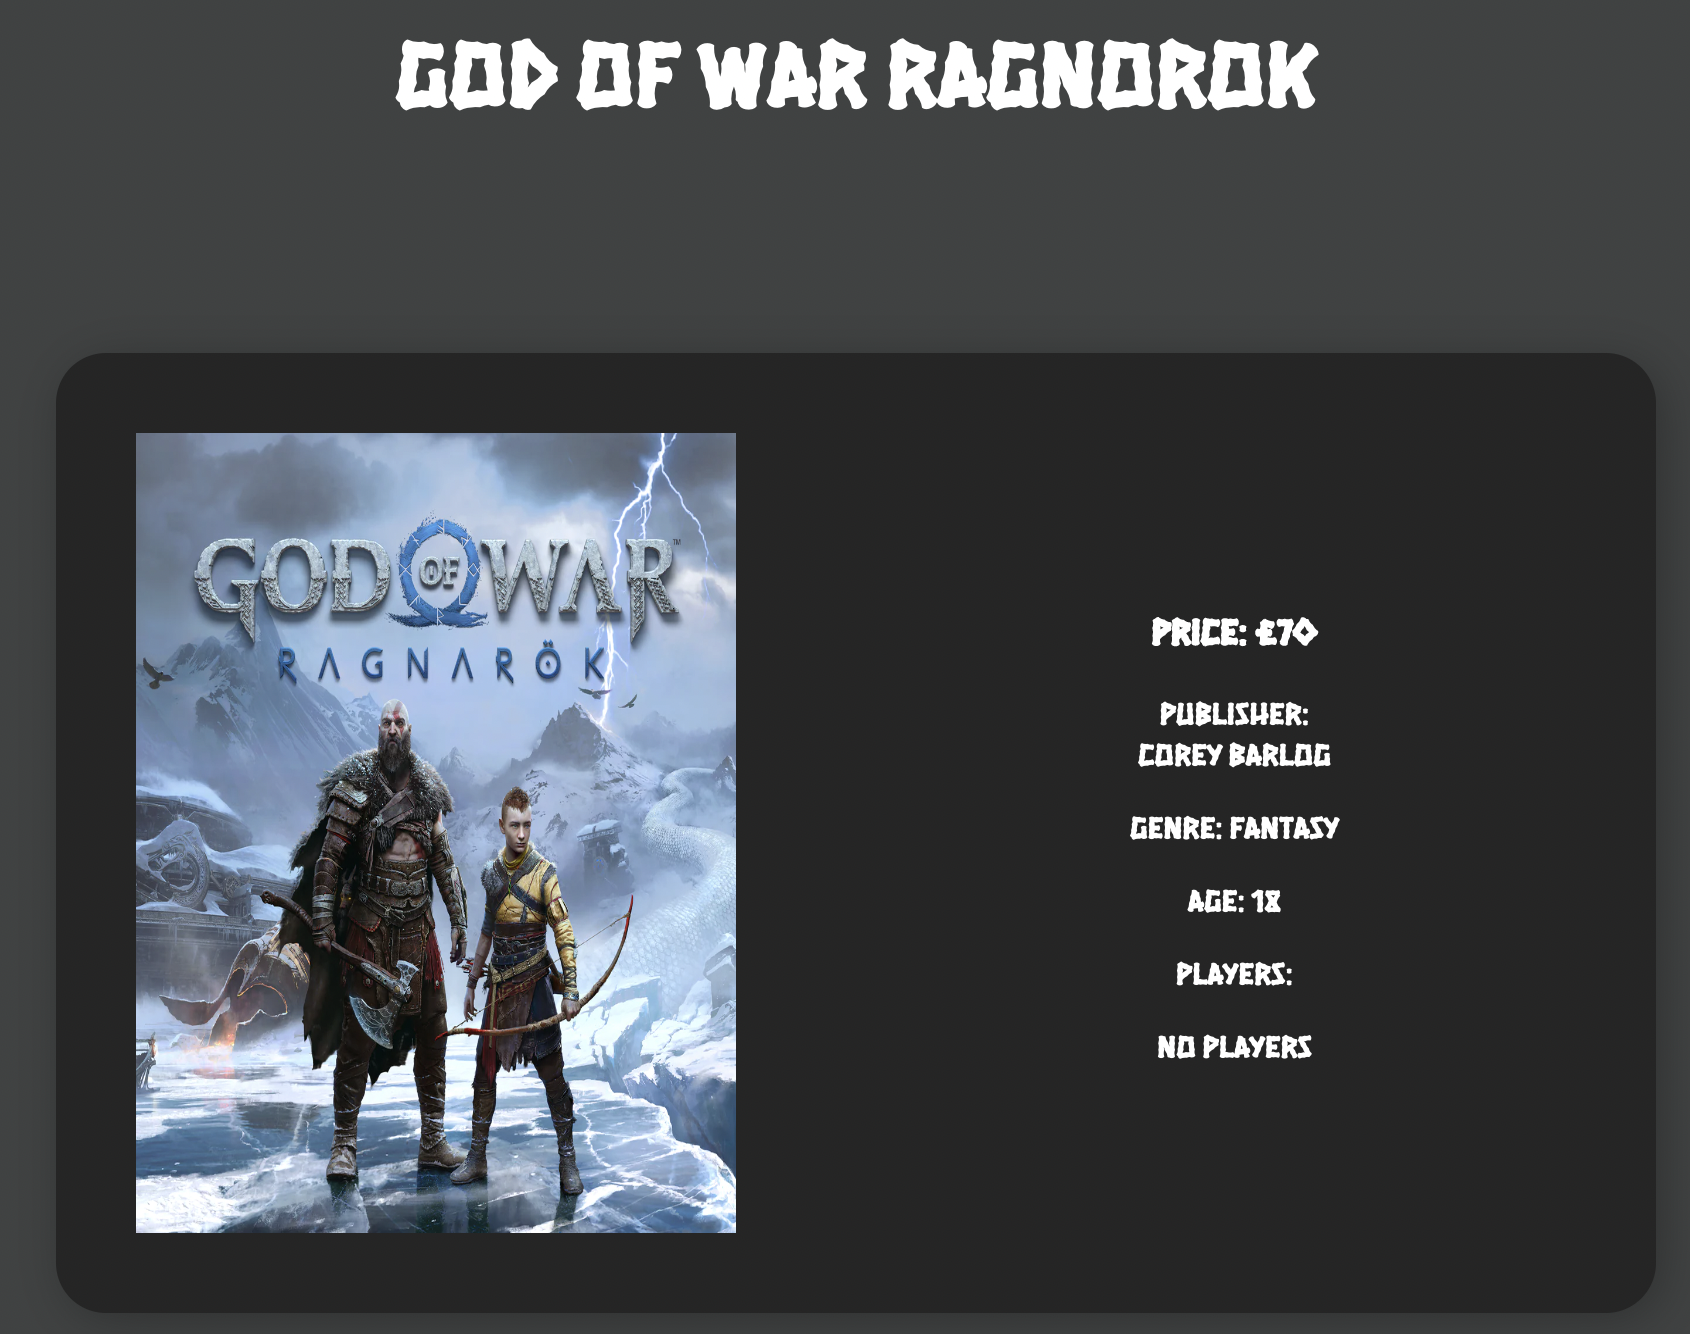 GOD OF WAR RAGNOROK
GOD OF WAR™
RAGNARÖK
PRICE: £70
PUBLISHER:
COREY BARLOG
GENRE: FANTASY
AGE: 18
PLAYERS:
NO PLAYERS